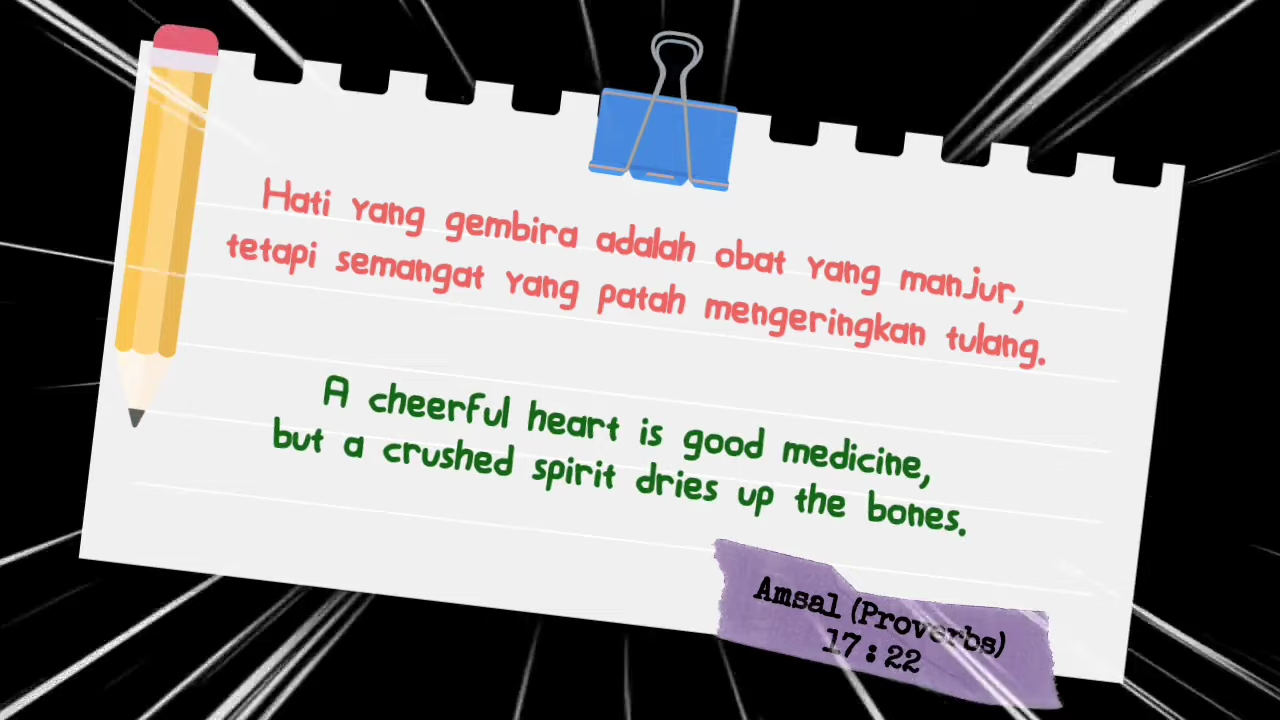 Hati yang gembira adalah obat yang manjur,
tetapi semangat yang patah mengeringkan tulang.
A cheerful heart is good medicine,
but a crushed spirit dries up the bones.
Amsal (Proverbs)
17:22